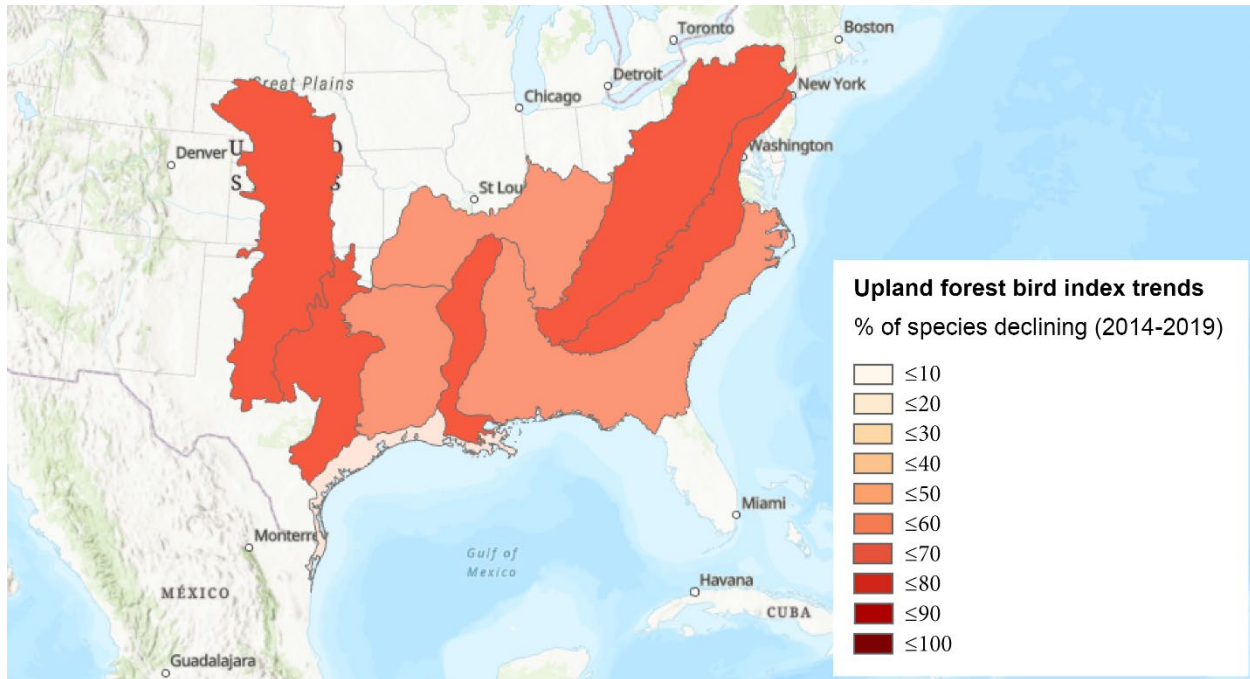 Toronto
Boston
Great Plains
Detroit
Chicago
New York
Denver
U
D
Washington
S
S
St Lou
Upland forest bird index trends
% of species declining (2014-2019)
≤10
≤20
≤30
≤40
≤50
≤60
≤70
≤80
≤90
≤100
Miami
Monterrey
Gulf of
Mexico
MÉXICO
Havana
CUBA
Guadalajara